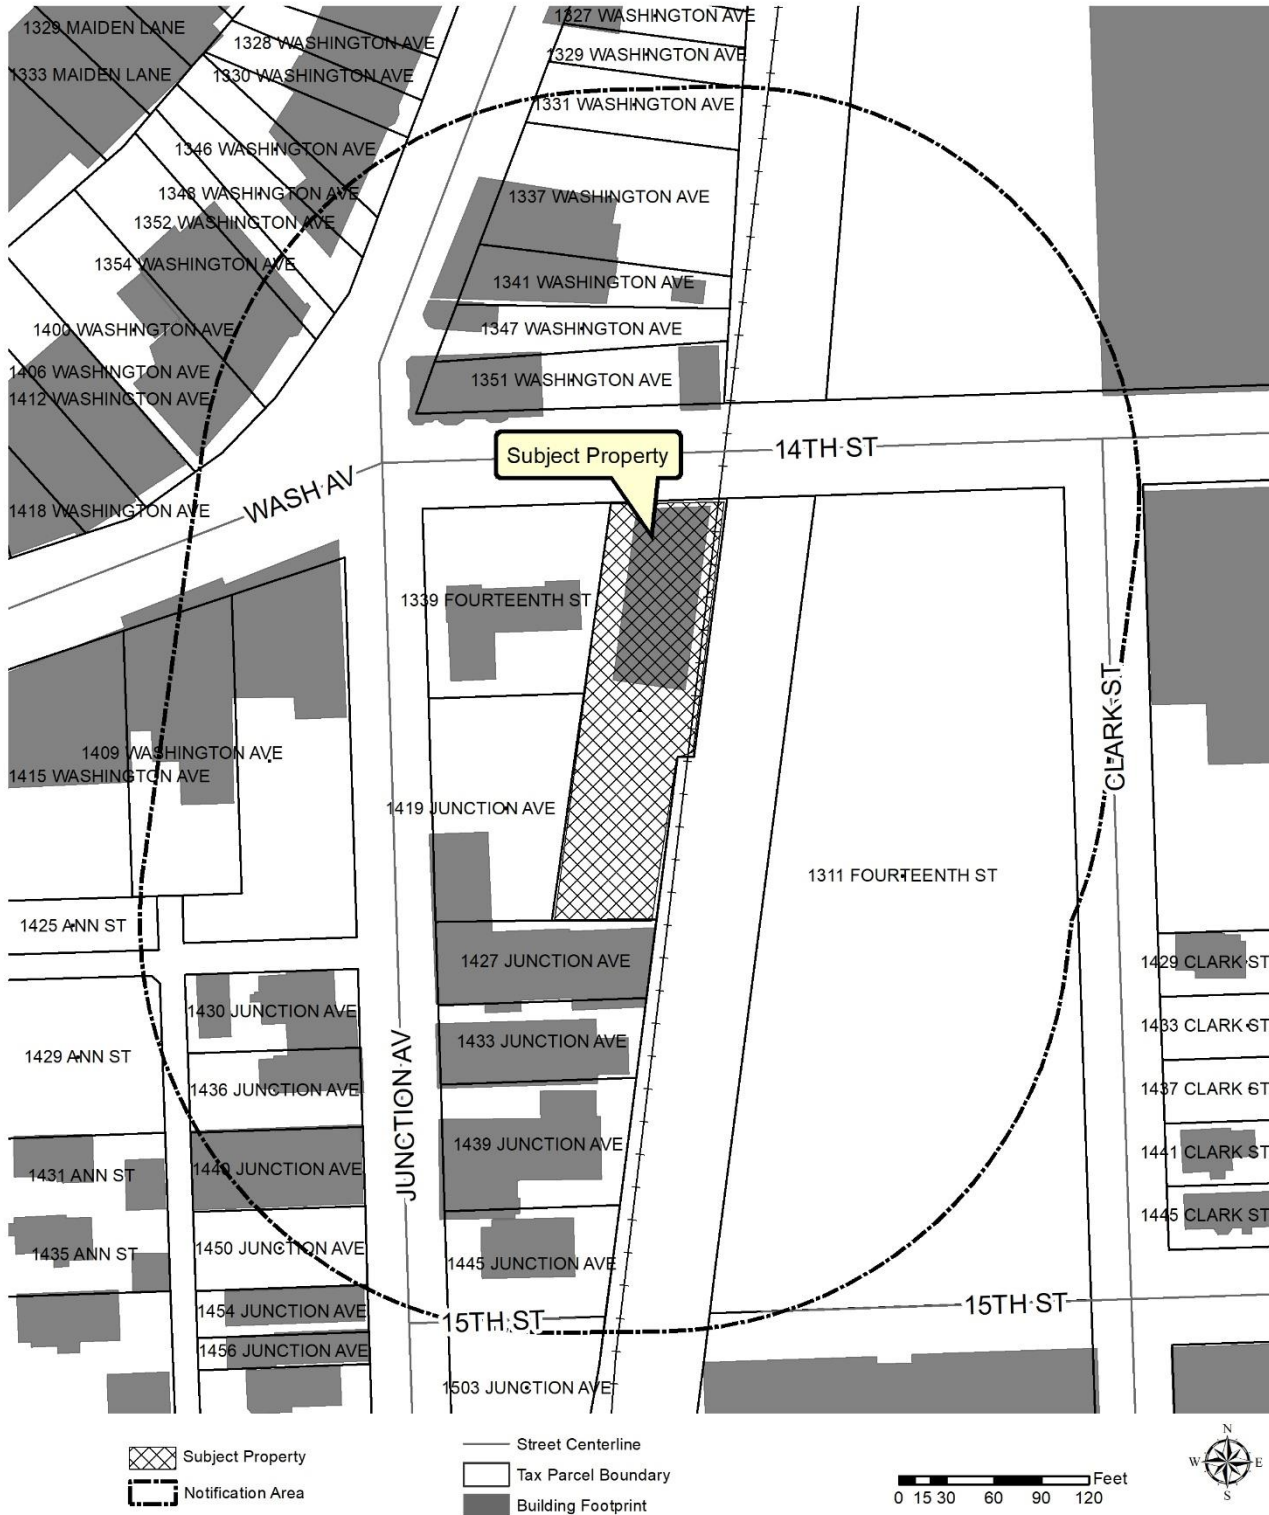 1327 WASHINGTON AVE
1329 MAIDEN LANE
1328 WASHINGTON AVE
1329 WASHINGTON AVE
1333 MAIDEN LANE
1330 WASHINGTON AVE
1331 WASHINGTON AVE
1346 WASHINGTON AVE
1348 WASHINGTON AVE
1337 WASHINGTON AVE
1352 WASHINGTON AVE
1354 WASHINGTON AVE
1341 WASHINGTON AVE
1400 WASHINGTON AVE
1347 WASHINGTON AVE
1406 WASHINGTON AVE
1351 WASHINGTON AVE
1412 WASHINGTON AVE
14TH ST
Subject Property
WASH AV
1418 WASHINGTON AVE
1339 FOURTEENTH ST
CLARK ST
1409 WASHINGTON AVE
1415 WASHINGTON AVE
1419 JUNCTION AVE
1311 FOURTEENTH ST
1425 ANN ST
1427 JUNCTION AVE
1429 CLARK ST
1430 JUNCTION AVE
1433 CLARK ST
1433 JUNCTION AVE
1429 ANN ST
1436 JUNCTION AVE
1437 CLARK ST
JUNCTION AV
1439 JUNCTION AVE
1441 CLARK ST
1440 JUNCTION AVE
1431 ANN ST
1445 CLARK ST
1450 JUNCTION AVE
1435 ANN ST
1445 JUNCTION AVE
1454 JUNCTION AVE
15TH ST
15TH ST
1456 JUNCTION AVE
1503 JUNCTION AVE
Subject Property
Notification Area
Street Centerline
Tax Parcel Boundary
Building Footprint
Feet
0 15 30 60 90 120
N
W E
S